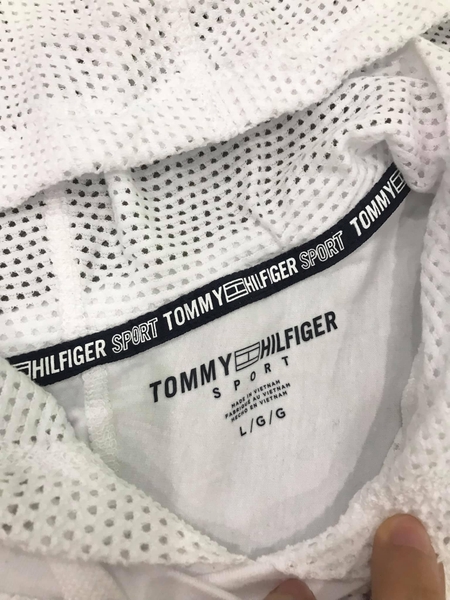 HILFIGER SPORT TOMMY HILFIGER SPORT TOMMY
TOMMY HILFIGER
SPORT
MADE IN VIETNAM
FABRIQUÉ AU VIETNAM
HECHO EN VIETNAM
L/G/G